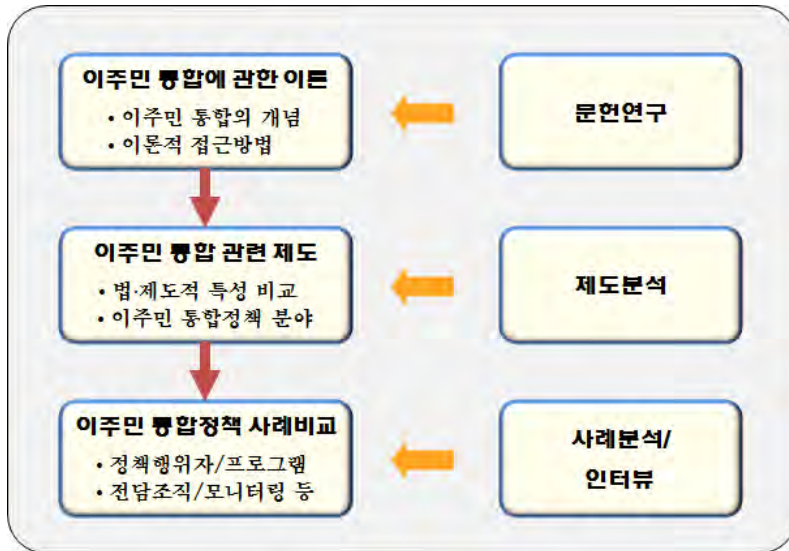 이주민 통합에 관한 이론
• 이주민 통합의 개념
• 이론적 접근방법
문헌연구
이주민 통합 관련 제도
• 법·제도적 특성 비교
• 이주민 통합정책 분야
제도분석
이주민 통합정책 사례비교
• 정책행위자/프로그램
• 전담조직/모니터링 등
사례분석/
인터뷰